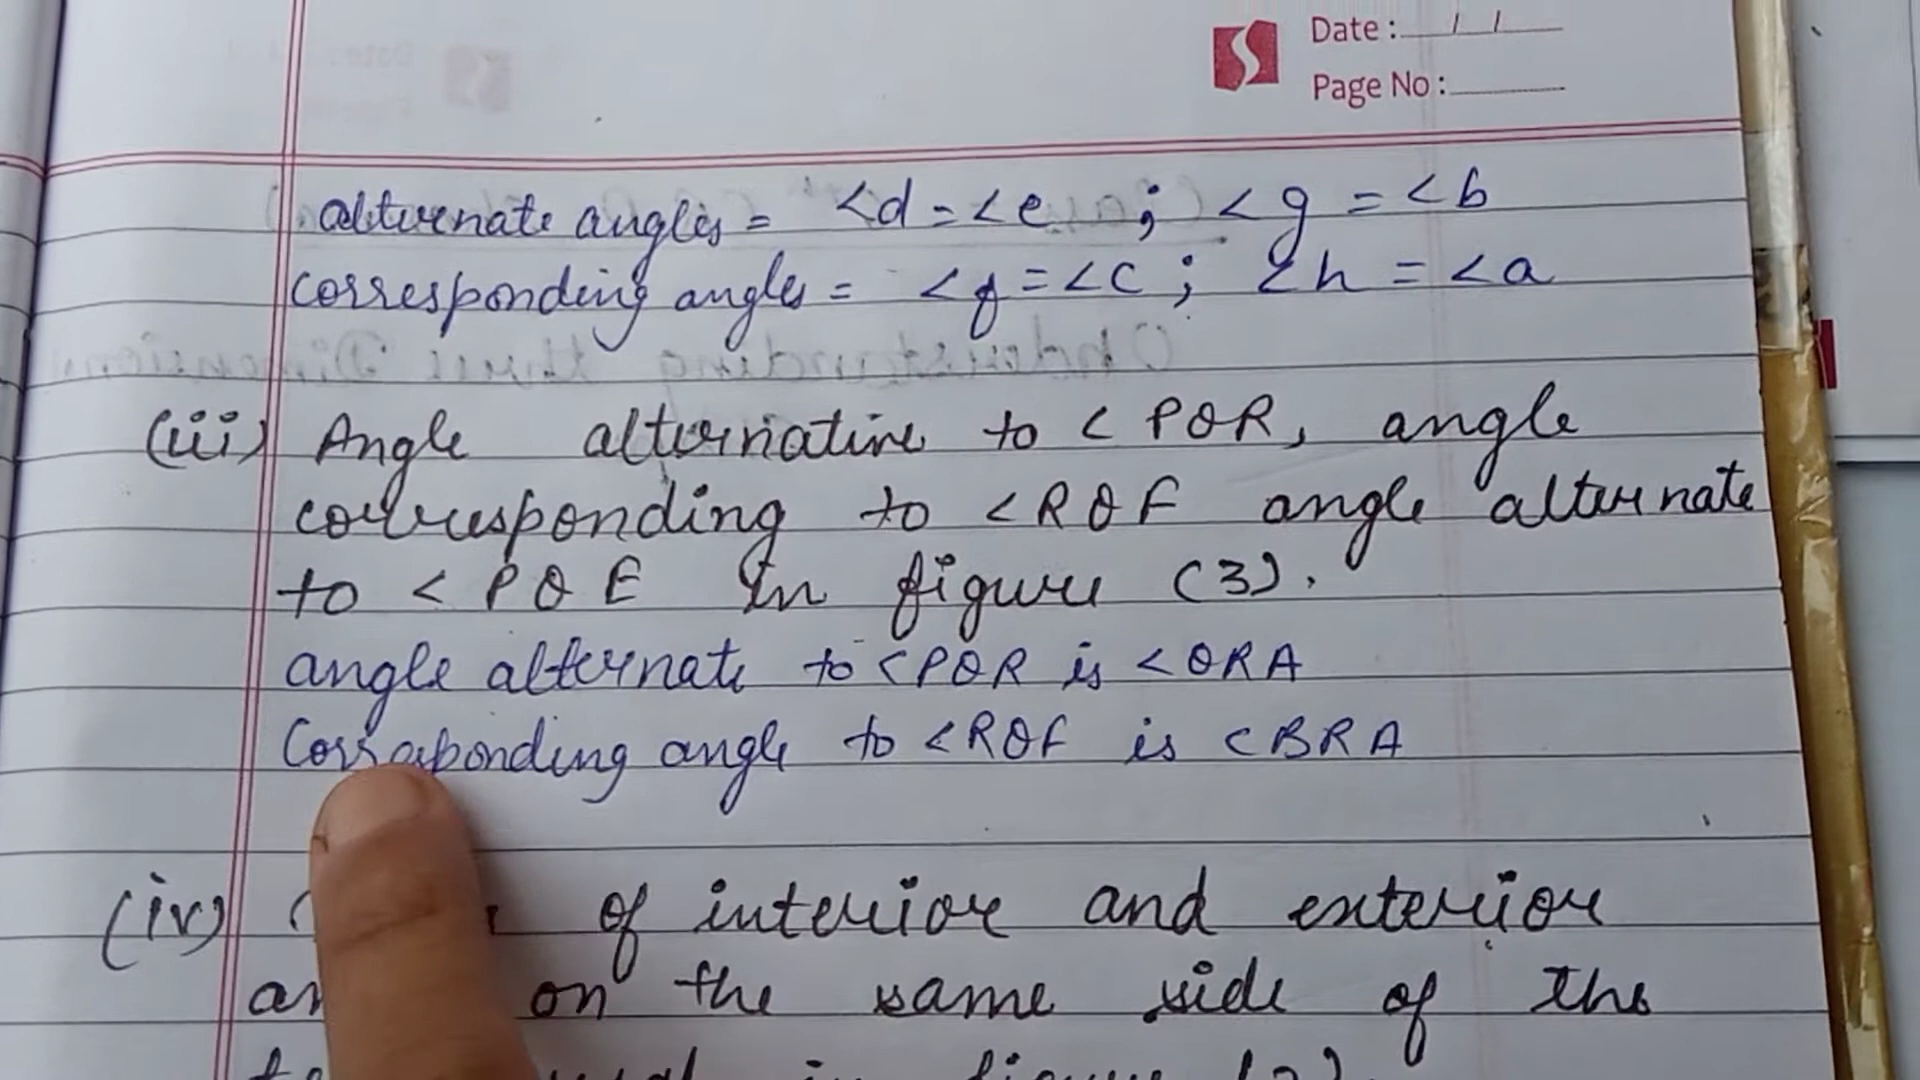 Date : / /
Page No :
alternate angles = <d = <e ; <g = <b
corresponding angles = <f = <c ; <h = <a
(iii) Angle alternative to < PQR, angle
corresponding to <RQF angle alternate
to < PQE In figure (3).
angle alternate to <PQR is <QRA
Corresponding angle to <RQF is <BRA
(iv) of interior and exterior
on the same side of the
in figure